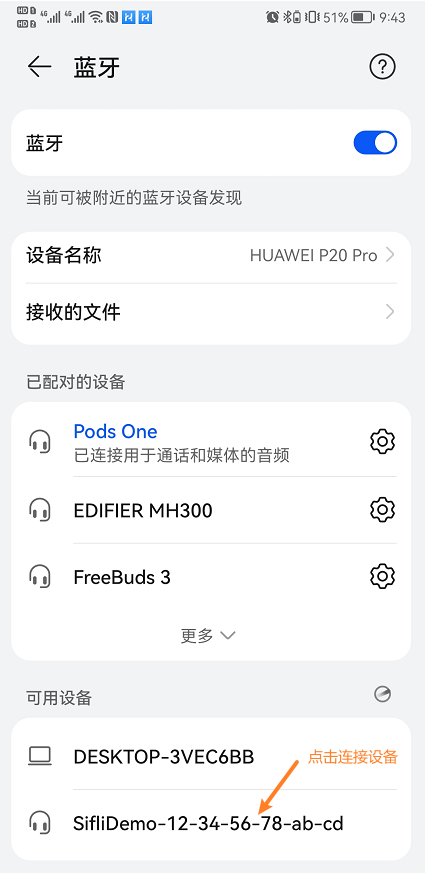 HD 1
HD 2
4G
4G
51%
9:43
蓝牙
蓝牙
当前可被附近的蓝牙设备发现
设备名称
HUAWEI P20 Pro
接收的文件
已配对的设备
Pods One
已连接用于通话和媒体的音频
EDIFIER MH300
FreeBuds 3
更多
可用设备
DESKTOP-3VEC6BB
点击连接设备
SifliDemo-12-34-56-78-ab-cd